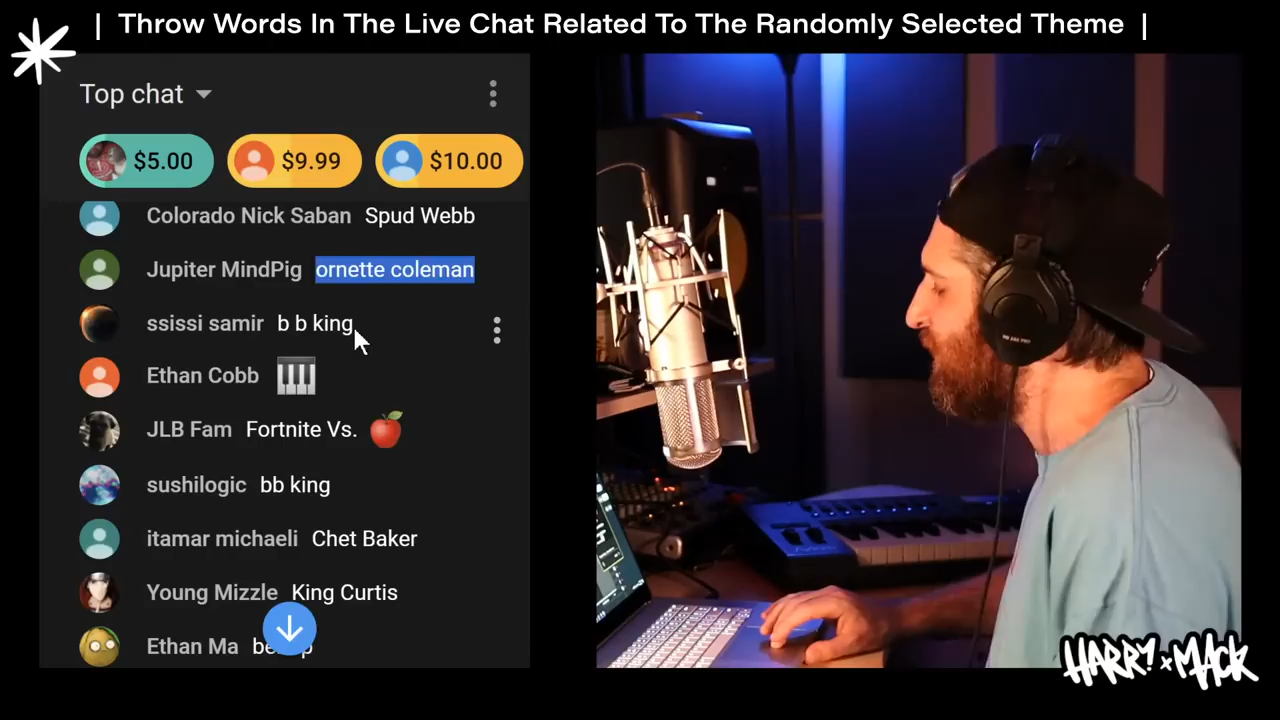 | Throw Words In The Live Chat Related To The Randomly Selected Theme |
Top chat
$5.00 $9.99 $10.00
Colorado Nick Saban Spud Webb
Jupiter MindPig ornette coleman
ssissi samir b b king
Ethan Cobb
JLB Fam Fortnite Vs.
sushilogic bb king
itamar michaeli Chet Baker
Young Mizzle King Curtis
Ethan Ma
HARRY x MACK